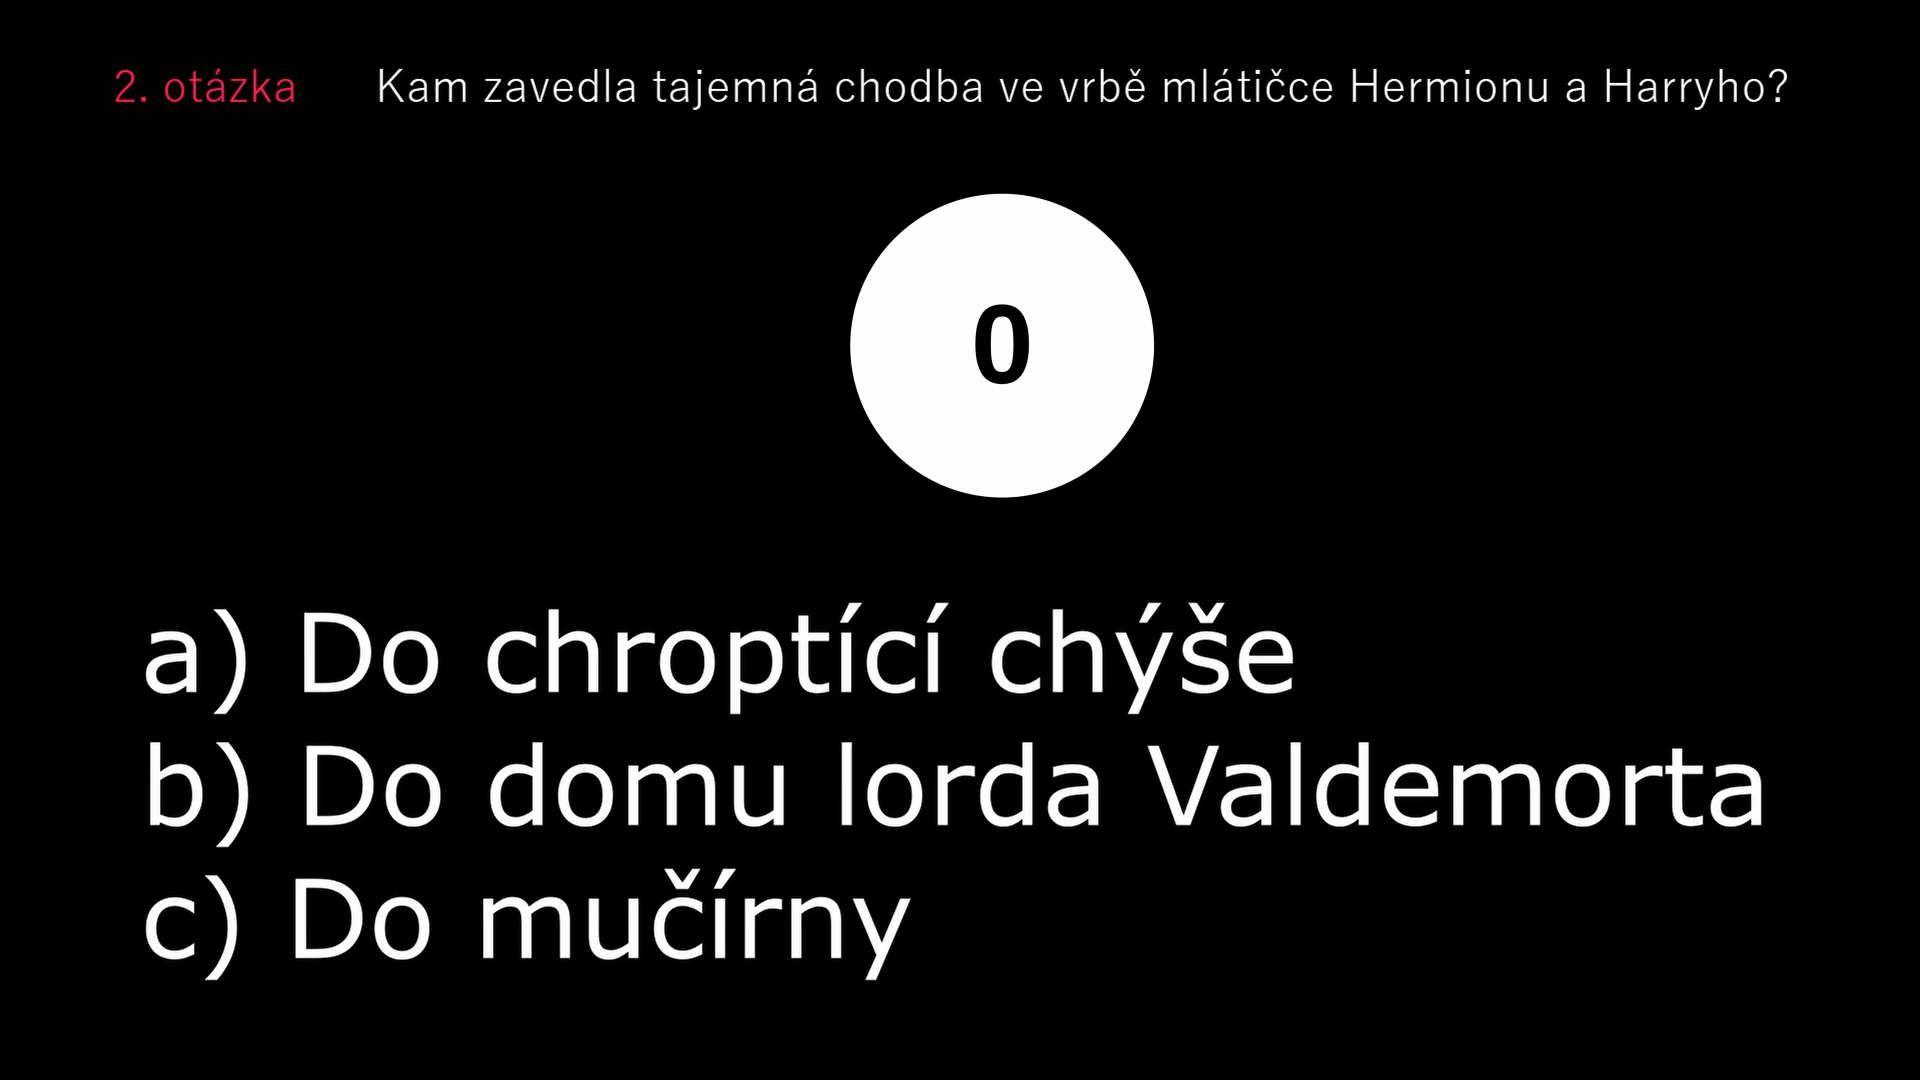 2. otázka Kam zavedla tajemná chodba ve vrbě mlátičce Hermionu a Harryho?
0
a) Do chroptící chýše
b) Do domu lorda Valdemorta
c) Do mučírny